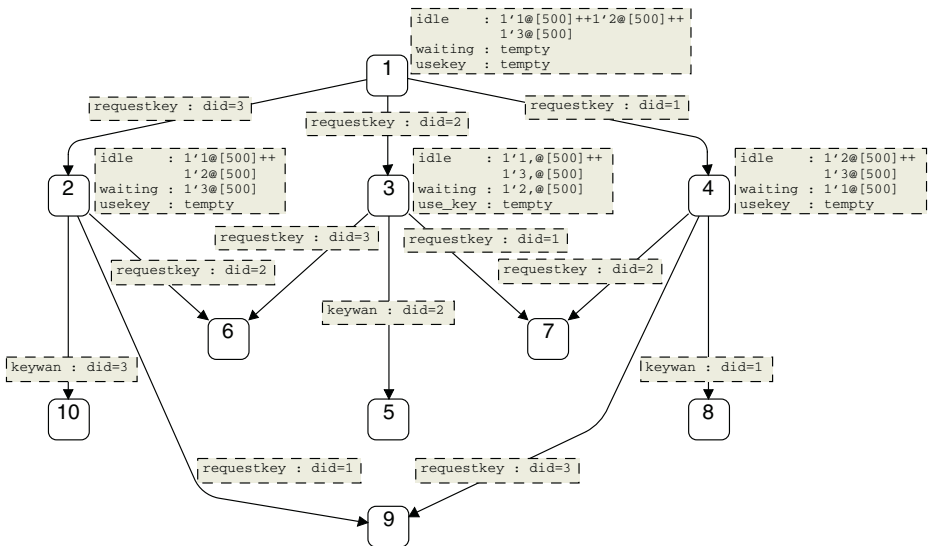 idle : 1‘1@[500]++1‘2@[500]++
1‘3@[500]
waiting : tempty
usekey : tempty
1
requestkey : did=3
requestkey : did=2
requestkey : did=1
idle : 1‘1@[500]++
1‘2@[500]
waiting : 1‘3@[500]
usekey : tempty
2
idle : 1‘1,@[500]++
1‘3,@[500]
waiting : 1‘2,@[500]
use_key : tempty
3
idle : 1‘2@[500]++
1‘3@[500]
waiting : 1‘1@[500]
usekey : tempty
4
requestkey : did=3
requestkey : did=1
requestkey : did=2
requestkey : did=2
keywan : did=2
6
7
keywan : did=3
keywan : did=1
10
5
8
requestkey : did=1
requestkey : did=3
9